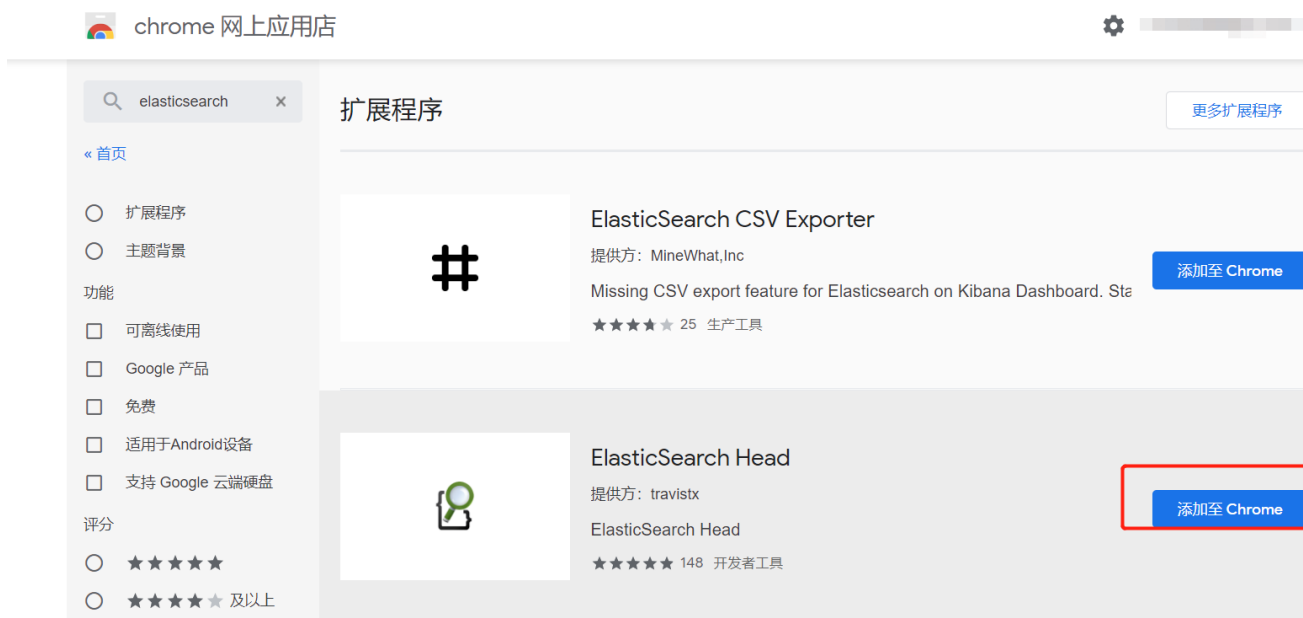 chrome 网上应用店
elasticsearch
« 首页
扩展程序
主题背景
功能
可离线使用
Google 产品
免费
适用于Android设备
支持 Google 云端硬盘
评分
及以上
扩展程序
更多扩展程序
ElasticSearch CSV Exporter
提供方：MineWhat,Inc
Missing CSV export feature for Elasticsearch on Kibana Dashboard. Sta
25 生产工具
添加至 Chrome
ElasticSearch Head
提供方：travistx
ElasticSearch Head
148 开发者工具
添加至 Chrome